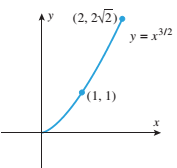 y
(2, 2√2)
y = x^{3/2}
(1, 1)
x